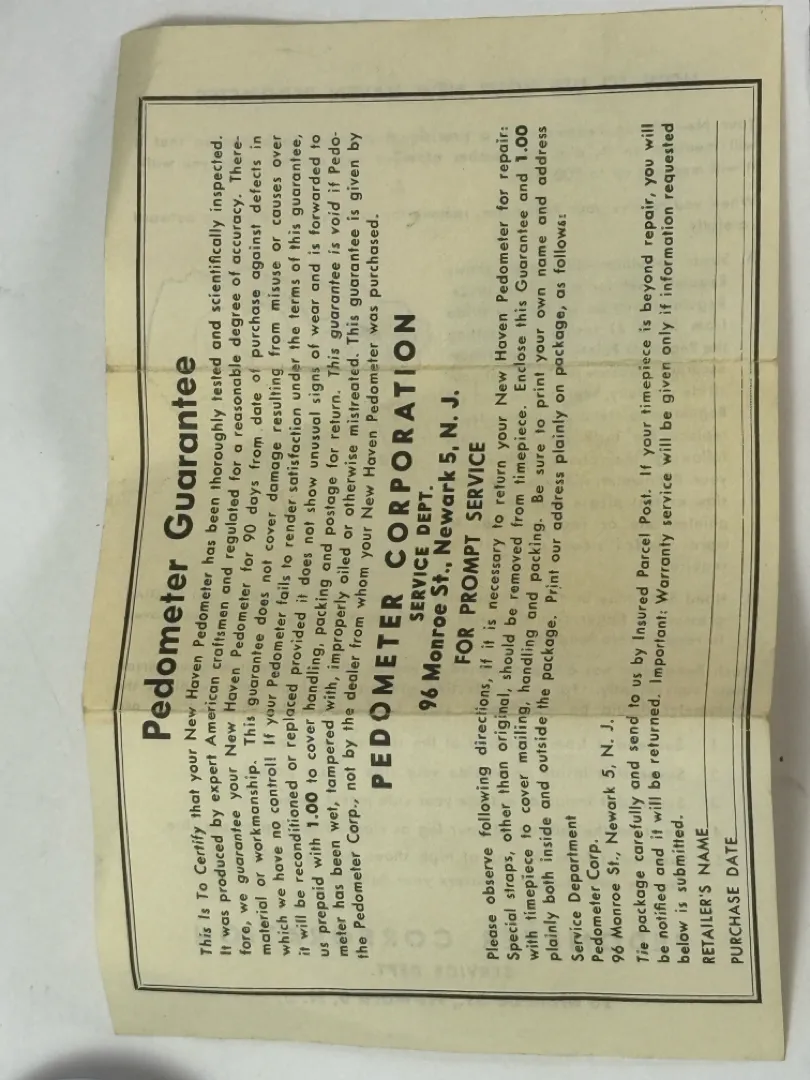 Pedometer Guarantee
This Is To Certify that your New Haven Pedometer has been thoroughly tested and scientifically inspected.
It was produced by expert American craftsmen and regulated for a reasonable degree of accuracy. There-
fore, we guarantee your New Haven Pedometer for 90 days from date of purchase against defects in
material or workmanship. This guarantee does not cover damage resulting from misuse or causes over
which we have no control! If your Pedometer fails to render satisfaction under the terms of this guarantee,
it will be reconditioned or replaced provided it does not show unusual signs of wear and is forwarded to
us prepaid with 1.00 to cover handling, packing and postage for return. This guarantee is void if Pedo-
meter has been wet, tampered with, improperly oiled or otherwise mistreated. This guarantee is given by
the Pedometer Corp., not by the dealer from whom your New Haven Pedometer was purchased.
PEDOMETER CORPORATION
SERVICE DEPT.
96 Monroe St., Newark 5, N. J.
FOR PROMPT SERVICE
Please observe following directions, if it is necessary to return your New Haven Pedometer for repair:
Special straps, other than original, should be removed from timepiece. Enclose this Guarantee and 1.00
with timepiece to cover mailing, handling and packing. Be sure to print your own name and address
plainly both inside and outside the package. Print our address plainly on package, as follows:
Service Department
Pedometer Corp.
96 Monroe St., Newark 5, N. J.
Tie package carefully and send to us by Insured Parcel Post. If your timepiece is beyond repair, you will
be notified and it will be returned. Important: Warranty service will be given only if information requested
below is submitted.
RETAILER'S NAME
PURCHASE DATE